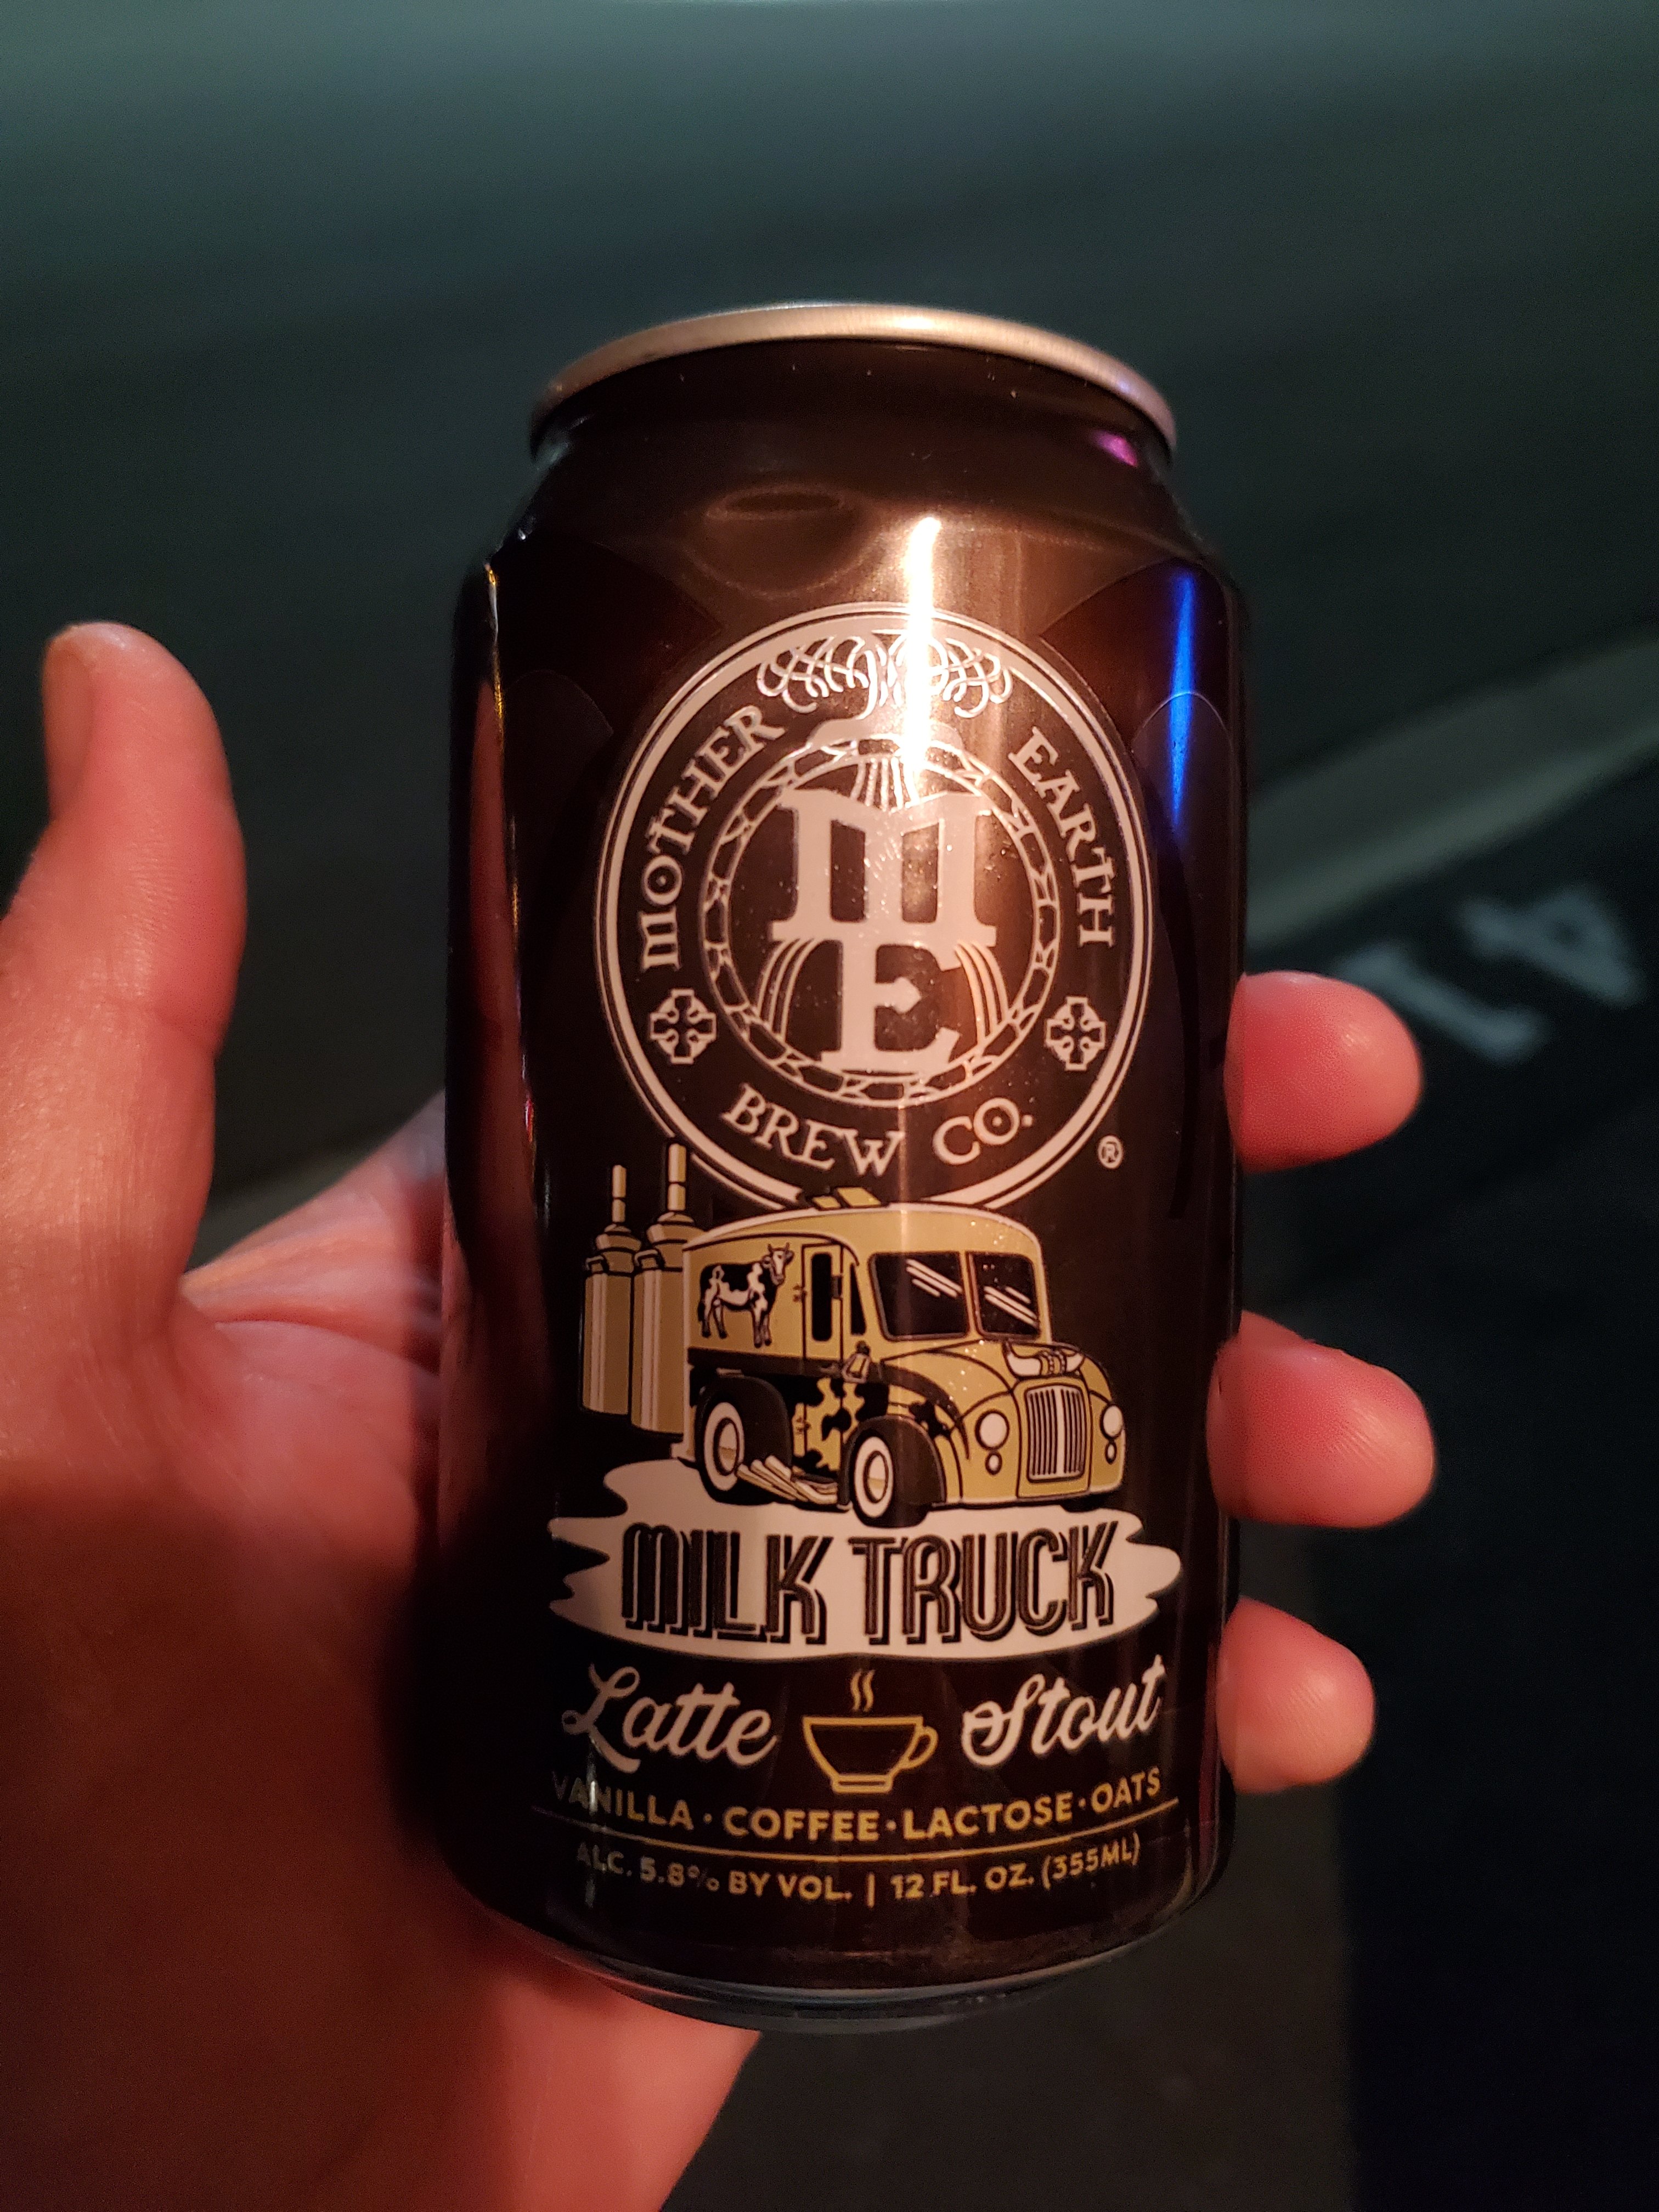 MOTHER EARTH
ME
BREW CO.
®
MILK TRUCK
Latte Stout
VANILLA · COFFEE · LACTOSE · OATS
ALC. 5.8% BY VOL. | 12 FL. OZ. (355ML)